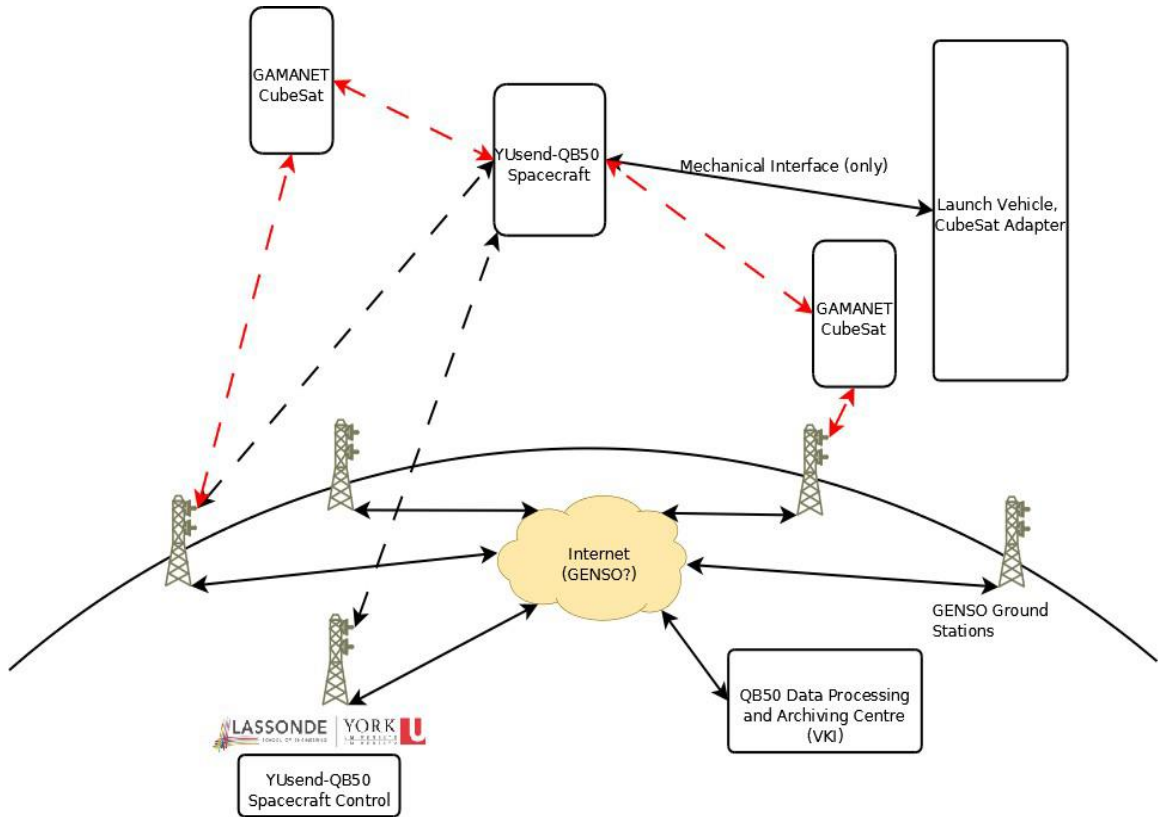 GAMANET
CubeSat
YUsend-QB50
Spacecraft
Mechanical Interface (only)
Launch Vehicle,
CubeSat Adapter
GAMANET
CubeSat
Internet
(GENSO?)
GENSO Ground
Stations
QB50 Data Processing
and Archiving Centre
(VKI)
LASSONDE
YORK U
YUsend-QB50
Spacecraft Control